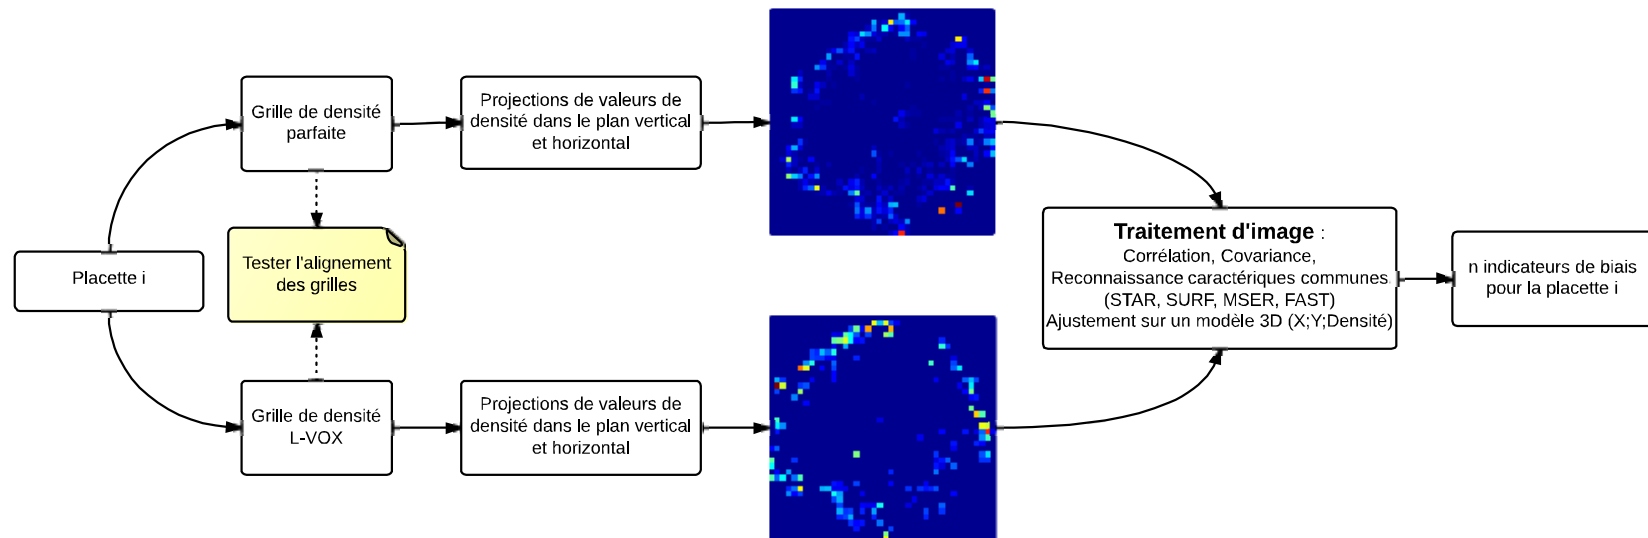 Placette i
Grille de densité
parfaite
Projections de valeurs de
densité dans le plan vertical
et horizontal
Tester l'alignement
des grilles
Grille de densité
L-VOX
Projections de valeurs de
densité dans le plan vertical
et horizontal
Traitement d'image :
Corrélation, Covariance,
Reconnaissance caractériques communes
(STAR, SURF, MSER, FAST)
Ajustement sur un modèle 3D (X;Y;Densité)
n indicateurs de biais
pour la placette i